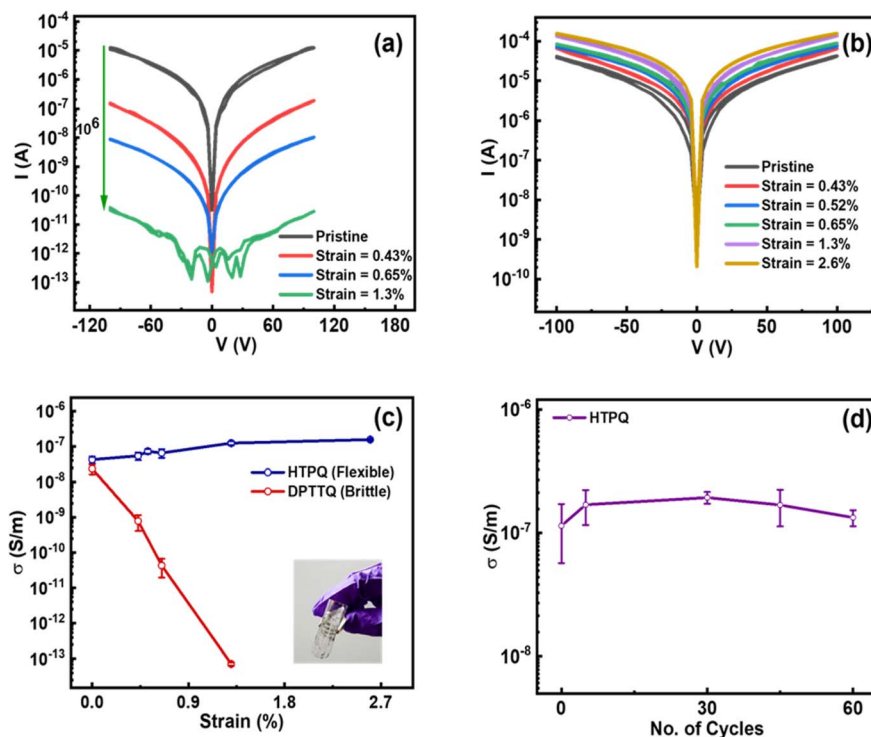 (a)
I (A)
10⁻⁴
10⁻⁵
10⁻⁶
10⁻⁷
10⁻⁸
10⁻⁹
10⁻¹⁰
10⁻¹¹
10⁻¹²
10⁻¹³
10⁶
Pristine
Strain = 0.43%
Strain = 0.65%
Strain = 1.3%
-120 -60 0 60 120 180
V (V)
(b)
I (A)
10⁻⁴
10⁻⁵
10⁻⁶
10⁻⁷
10⁻⁸
10⁻⁹
10⁻¹⁰
Pristine
Strain = 0.43%
Strain = 0.52%
Strain = 0.65%
Strain = 1.3%
Strain = 2.6%
-100 -50 0 50 100
V (V)
(c)
σ (S/m)
10⁻⁶
10⁻⁷
10⁻⁸
10⁻⁹
10⁻¹⁰
10⁻¹¹
10⁻¹²
10⁻¹³
HTPQ (Flexible)
DPTTQ (Brittle)
0.0 0.9 1.8 2.7
Strain (%)
(d)
σ (S/m)
10⁻⁶
10⁻⁷
10⁻⁸
HTPQ
0 30 60
No. of Cycles